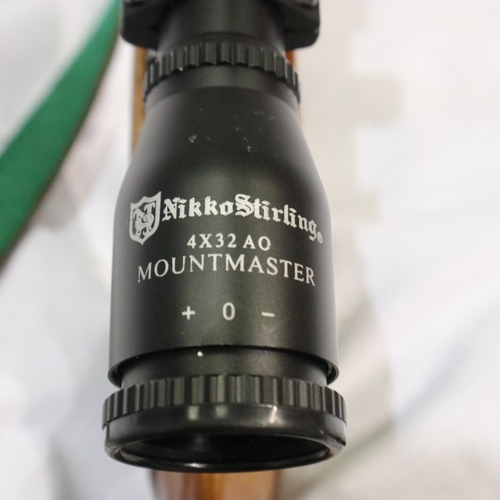 NikkoStirling®
4X32 AO
MOUNTMASTER
+ 0 -